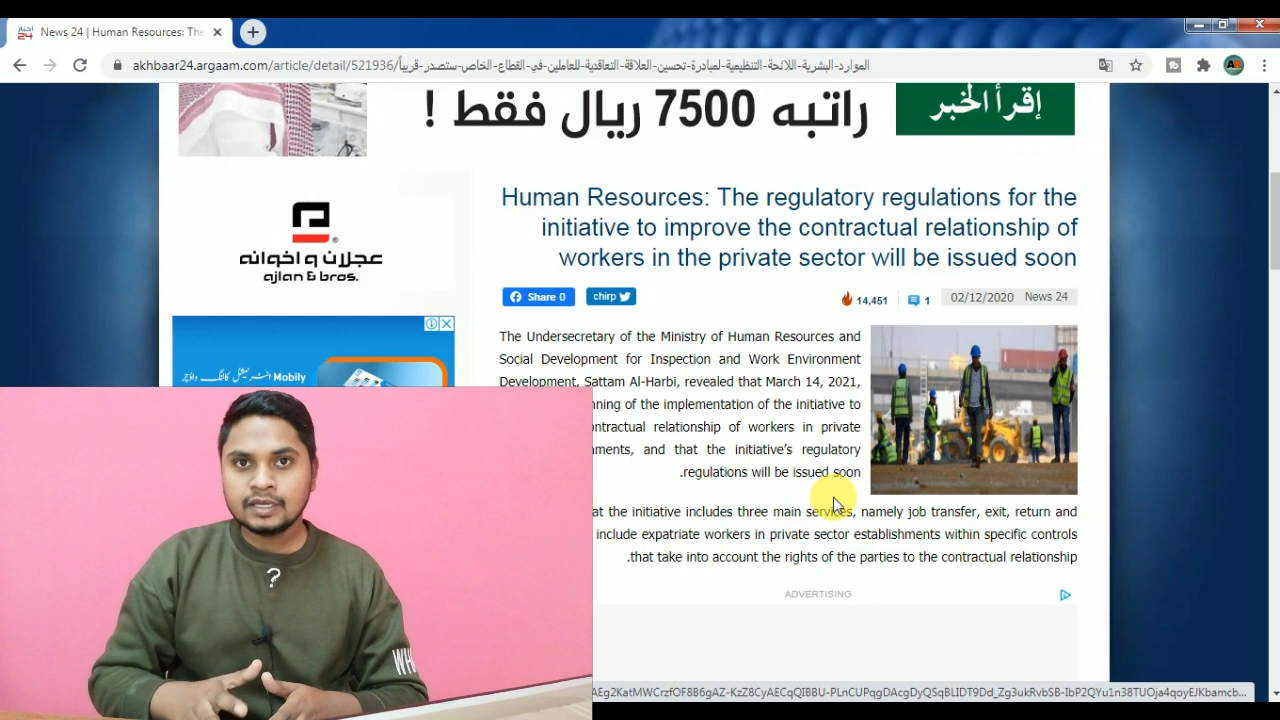 News 24 | Human Resources: The
akhbaar24.argaam.com/article/detail/521936/الموارد-البشرية-اللائحة-التنظيمية-لمبادرة-تحسين-العلاقة-التعاقدية-للعاملين-في-القطاع-الخاص-ستصدر-قريباً
راتبه 7500 ريال فقط !
إقرأ الخبر
Human Resources: The regulatory regulations for the
initiative to improve the contractual relationship of
workers in the private sector will be issued soon
عجلان و اخوانه
ajlan & bros.
Share 0
chirp
14,451
1
02/12/2020 News 24
The Undersecretary of the Ministry of Human Resources and
Social Development for Inspection and Work Environment
Development, Sattam Al-Harbi, revealed that March 14, 2021,
of the implementation of the initiative to
relationship of workers in private
and that the initiative's regulatory
.regulations will be issued soon
the initiative includes three main services, namely job transfer, exit, return and
include expatriate workers in private sector establishments within specific controls
.that take into account the rights of the parties to the contractual relationship
Mobily انٹرنیشنل کالنگ واؤچر
ADVERTISING
?